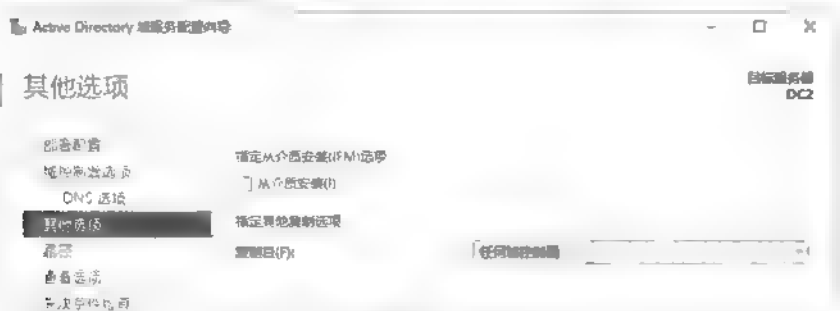 Active Directory 域服务配置向导
其他选项
目标服务器
DC2
部署配置
域控制器选项
DNS 选项
其他选项
路径
查看选项
先决条件检查
指定从介质安装(IFM)选项
从介质安装(I)
指定其他复制选项
复制自(F):
任何域控制器